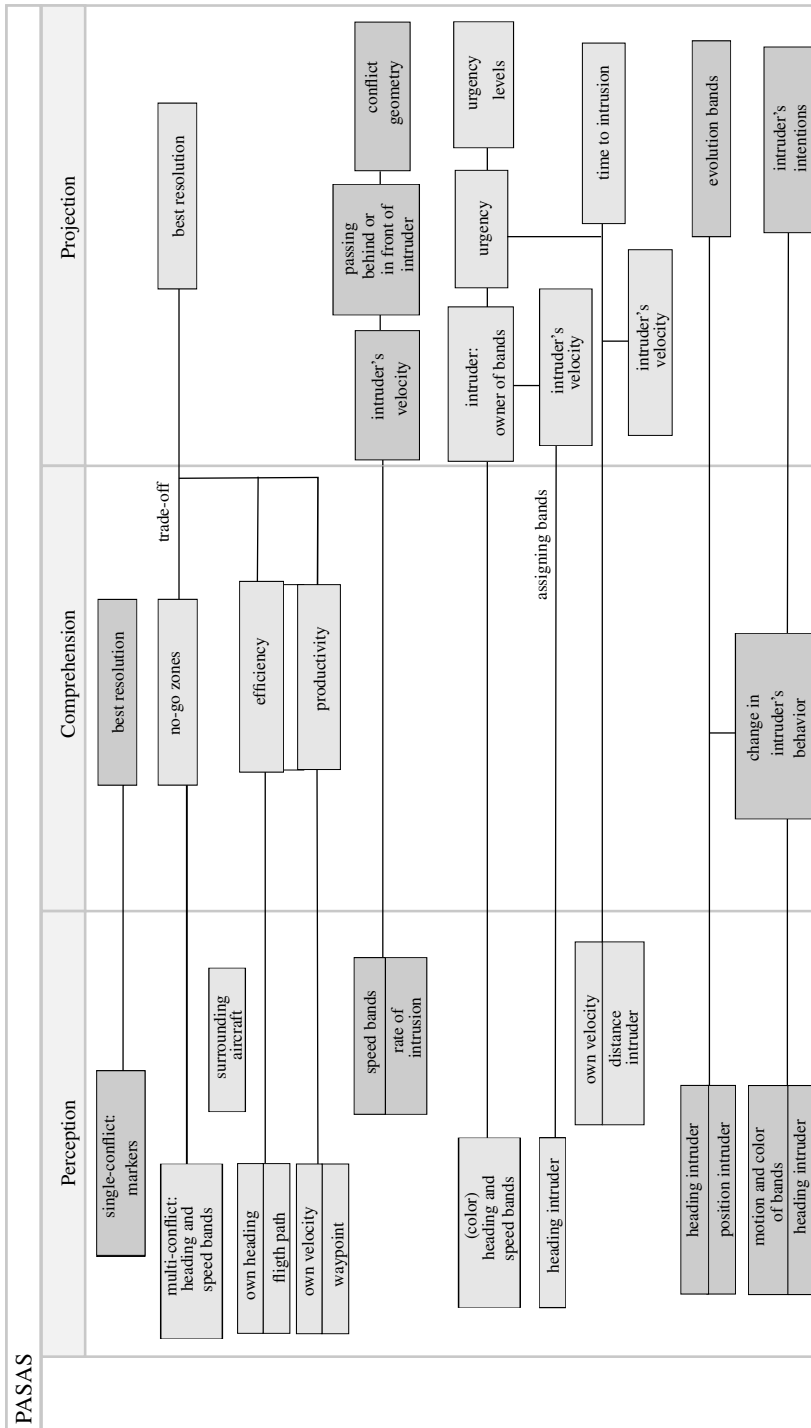 PASAS
Perception
Comprehension
Projection
single-conflict:
markers
best resolution
multi-conflict:
heading and
speed bands
no-go zones
trade-off
best resolution
surrounding
aircraft
own heading
fligth path
efficiency
own velocity
waypoint
productivity
speed bands
rate of
intrusion
intruder's
velocity
passing
behind or
in front of
intruder
conflict
geometry
(color)
heading and
speed bands
intruder:
owner of bands
urgency
urgency
levels
heading intruder
assigning bands
intruder's
velocity
own velocity
distance
intruder
time to intrusion
intruder's
velocity
heading intruder
position intruder
evolution bands
motion and color
of bands
heading intruder
change in
intruder's
behavior
intruder's
intentions